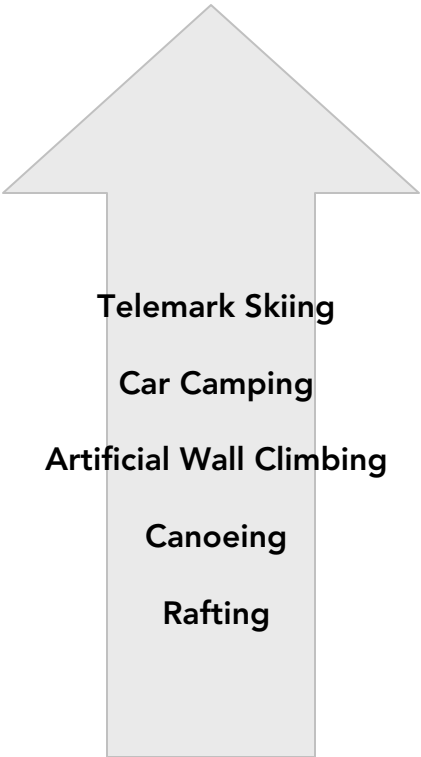 Telemark Skiing
Car Camping
Artificial Wall Climbing
Canoeing
Rafting